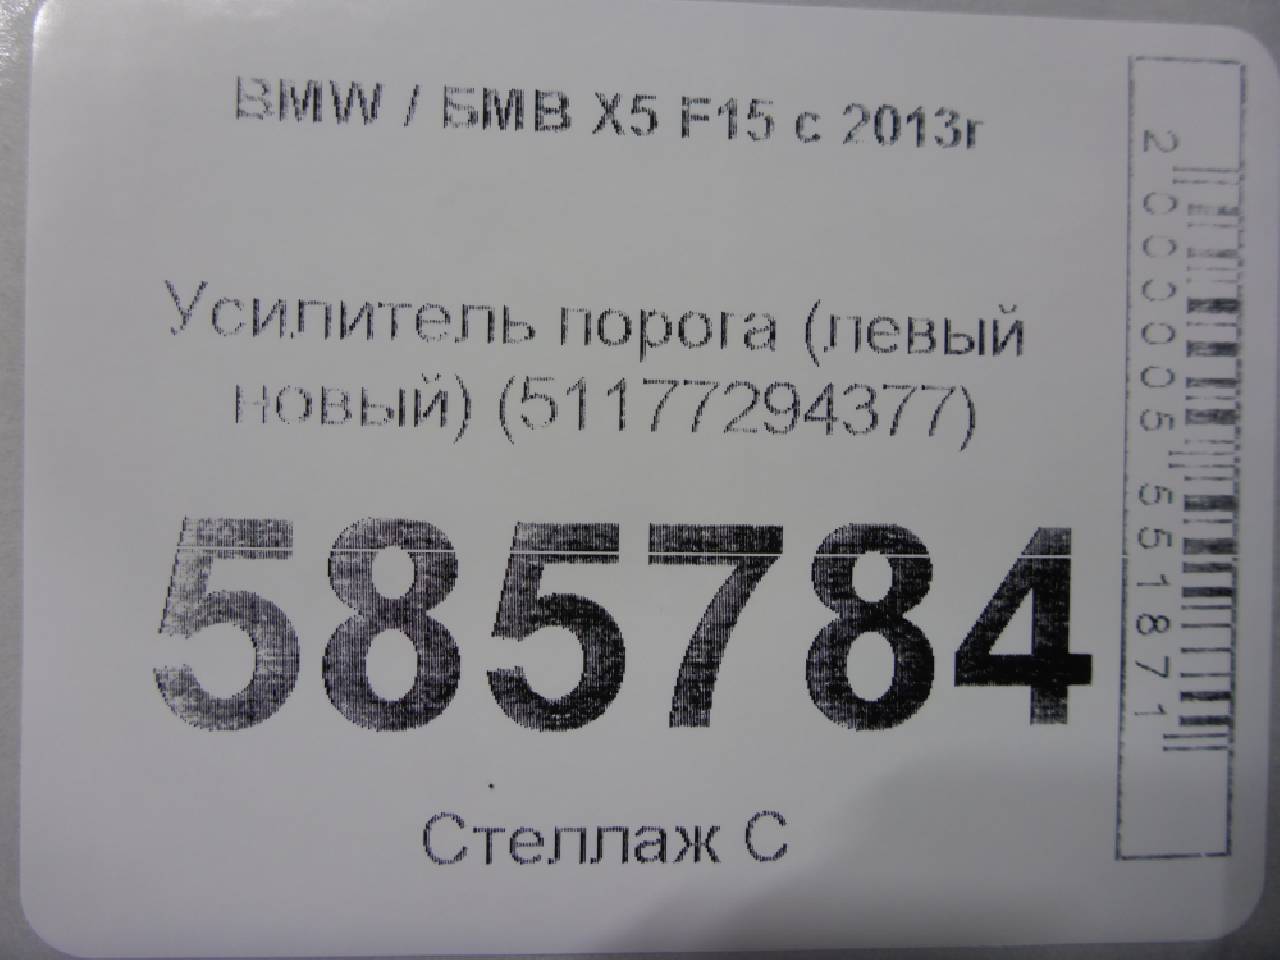 BMW / БМВ X5 F15 с 2013г
Усилитель порога (левый
новый) (51177294377)
585784
Стеллаж С
2000005551871